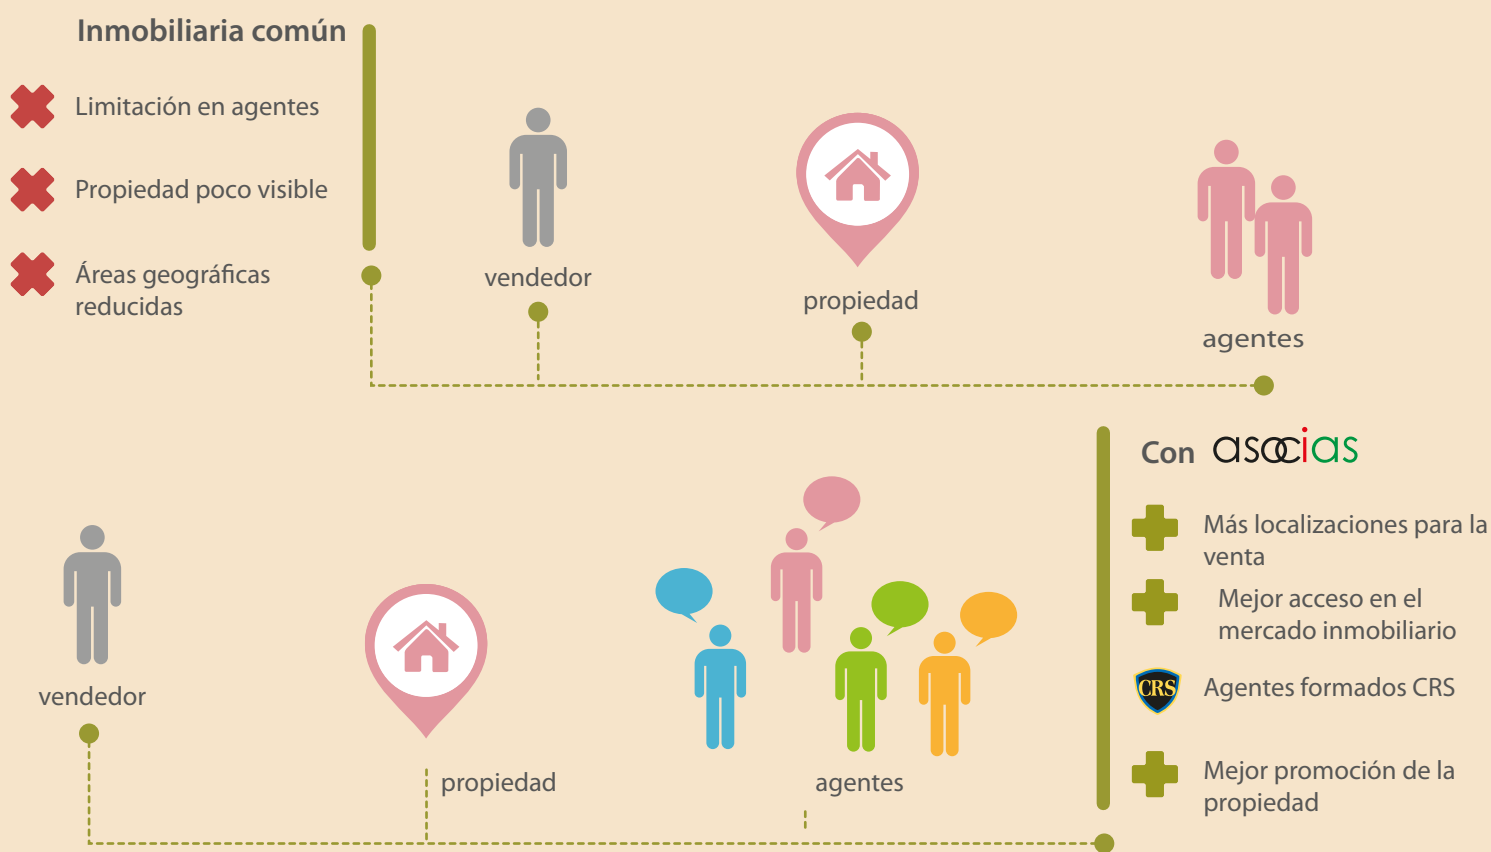 Inmobiliaria común
Limitación en agentes
Propiedad poco visible
Áreas geográficas
reducidas
vendedor
propiedad
agentes
Con asocias
Más localizaciones para la
venta
Mejor acceso en el
mercado inmobiliario
CRS
Agentes formados CRS
Mejor promoción de la
propiedad
vendedor
propiedad
agentes